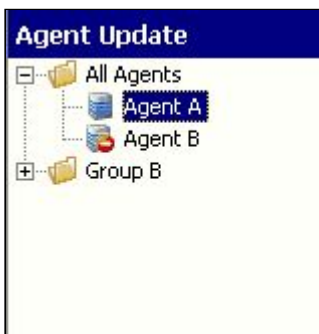 Agent Update
All Agents
Agent A
Agent B
Group B